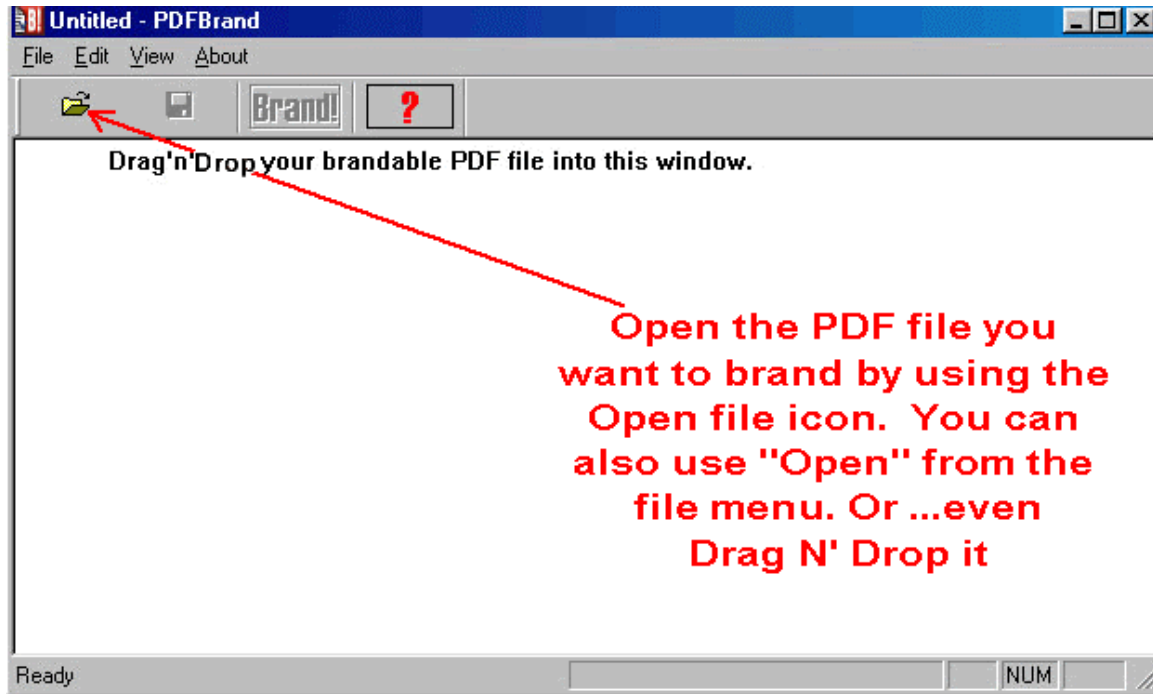 B! Untitled - PDFBrand
File Edit View About
Brand! ?
Drag'n'Drop your brandable PDF file into this window.
Open the PDF file you
want to brand by using the
Open file icon. You can
also use "Open" from the
file menu. Or ...even
Drag N' Drop it
Ready NUM